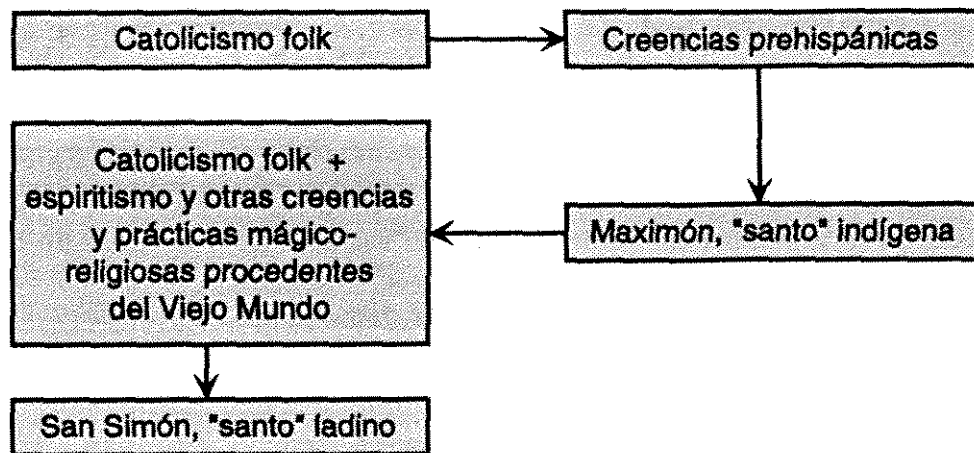 Catolicismo folk
Creencias prehispánicas
Catolicismo folk +
espiritismo y otras creencias
y prácticas mágico-
religiosas procedentes
del Viejo Mundo
Maximón, "santo" indígena
San Simón, "santo" ladino